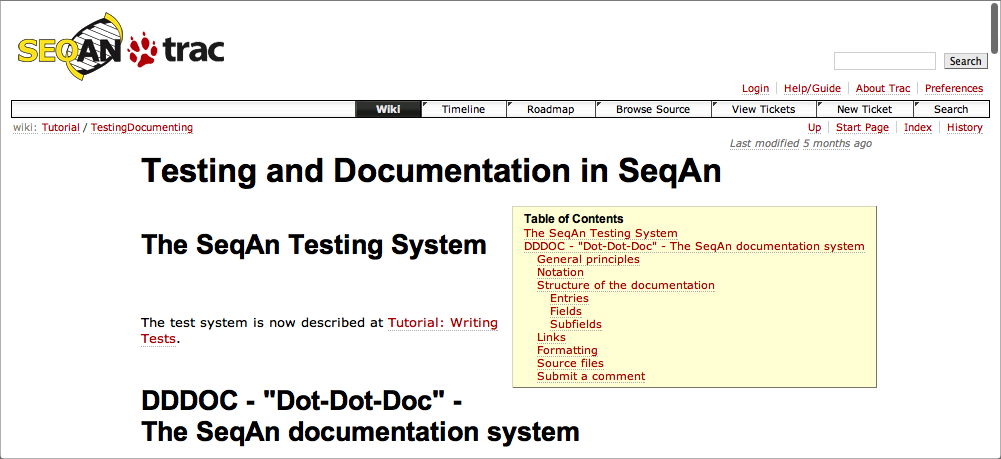 SEQAN trac
Search
Login Help/Guide About Trac Preferences
Wiki Timeline Roadmap Browse Source View Tickets New Ticket Search
wiki: Tutorial / TestingDocumenting Up Start Page Index History
Last modified 5 months ago
Testing and Documentation in SeqAn
The SeqAn Testing System
The test system is now described at Tutorial: Writing
Tests.
Table of Contents
The SeqAn Testing System
DDDOC - "Dot-Dot-Doc" - The SeqAn documentation system
General principles
Notation
Structure of the documentation
Entries
Fields
Subfields
Links
Formatting
Source files
Submit a comment
DDDOC - "Dot-Dot-Doc" -
The SeqAn documentation system